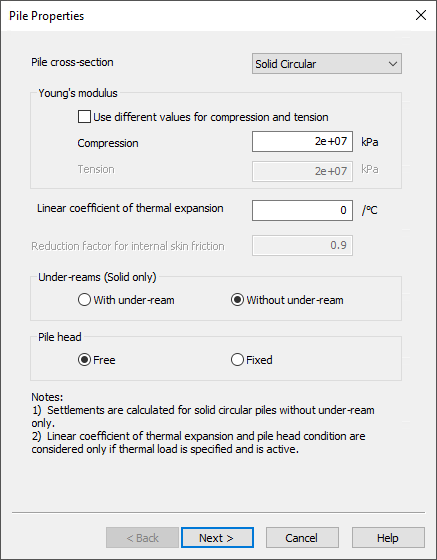 Pile Properties
Pile cross-section Solid Circular
Young's modulus
Use different values for compression and tension
Compression 2e+07 kPa
Tension 2e+07 kPa
Linear coefficient of thermal expansion 0 /°C
Reduction factor for internal skin friction 0.9
Under-reams (Solid only)
With under-ream Without under-ream
Pile head
Free Fixed
Notes:
1) Settlements are calculated for solid circular piles without under-ream
only.
2) Linear coefficient of thermal expansion and pile head condition are
considered only if thermal load is specified and is active.
< Back Next > Cancel Help